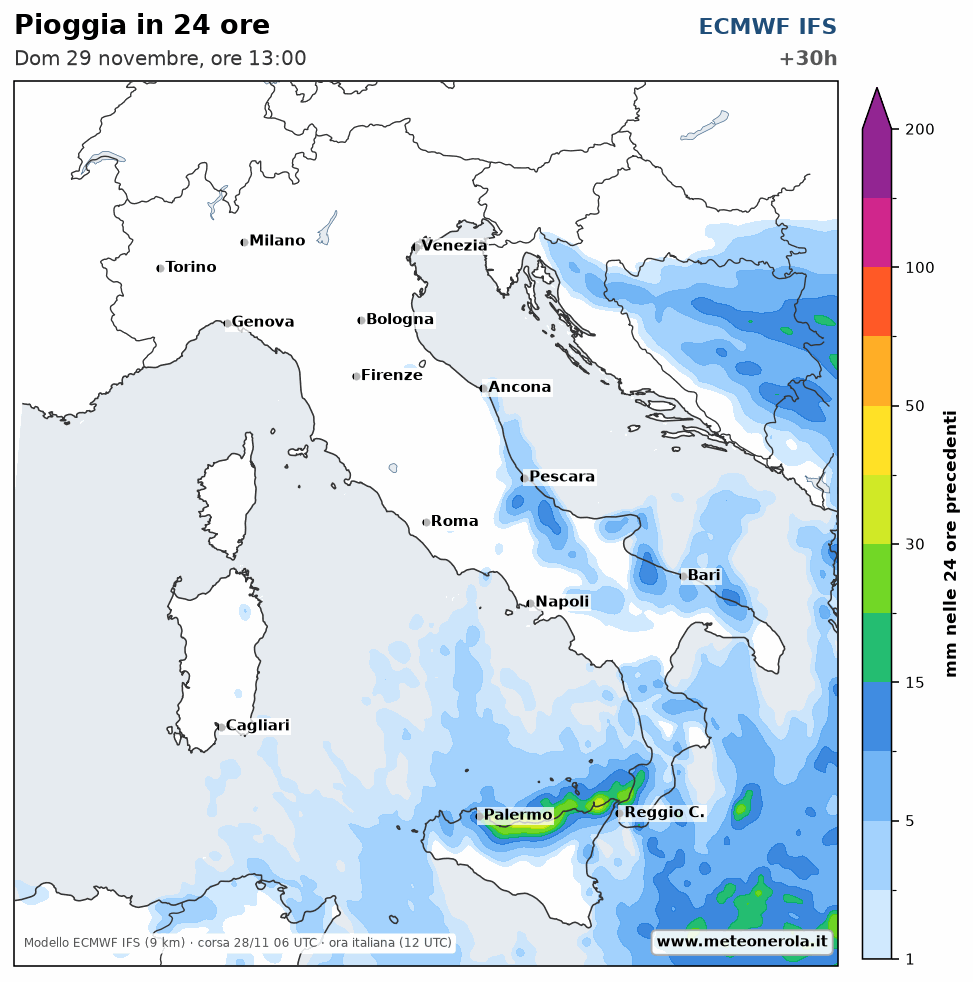 Pioggia in 24 ore
ECMWF IFS
Dom 29 novembre, ore 13:00
+30h
Milano
Venezia
Torino
Genova
Bologna
Firenze
Ancona
Pescara
Roma
Bari
Napoli
Cagliari
Palermo
Reggio C.
200
100
50
30
15
5
1
mm nelle 24 ore precedenti
Modello ECMWF IFS (9 km) · corsa 28/11 06 UTC · ora italiana (12 UTC)
www.meteonerola.it